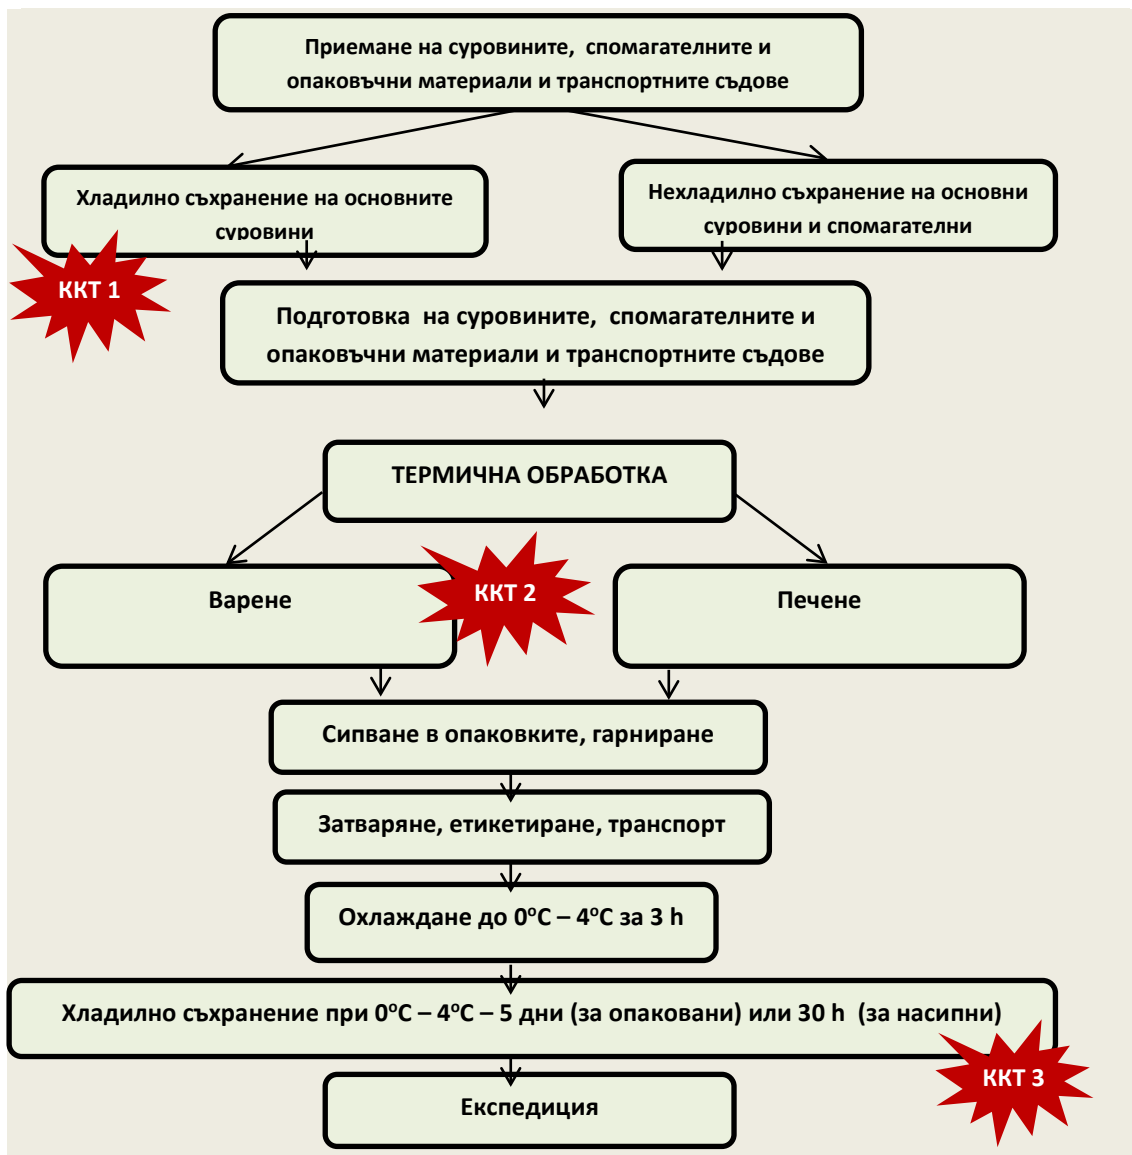 Приемане на суровините, спомагателните и
опаковъчни материали и транспортните съдове
Хладилно съхранение на основните
суровини
Нехладилно съхранение на основни
суровини и спомагателни
ККТ 1
Подготовка на суровините, спомагателните и
опаковъчни материали и транспортните съдове
ТЕРМИЧНА ОБРАБОТКА
Варене
ККТ 2
Печене
Сипване в опаковките, гарниране
Затваряне, етикетиране, транспорт
Охлаждане до 0°С – 4°С за 3 h
Хладилно съхранение при 0°С – 4°С – 5 дни (за опаковани) или 30 h (за насипни)
ККТ 3
Експедиция